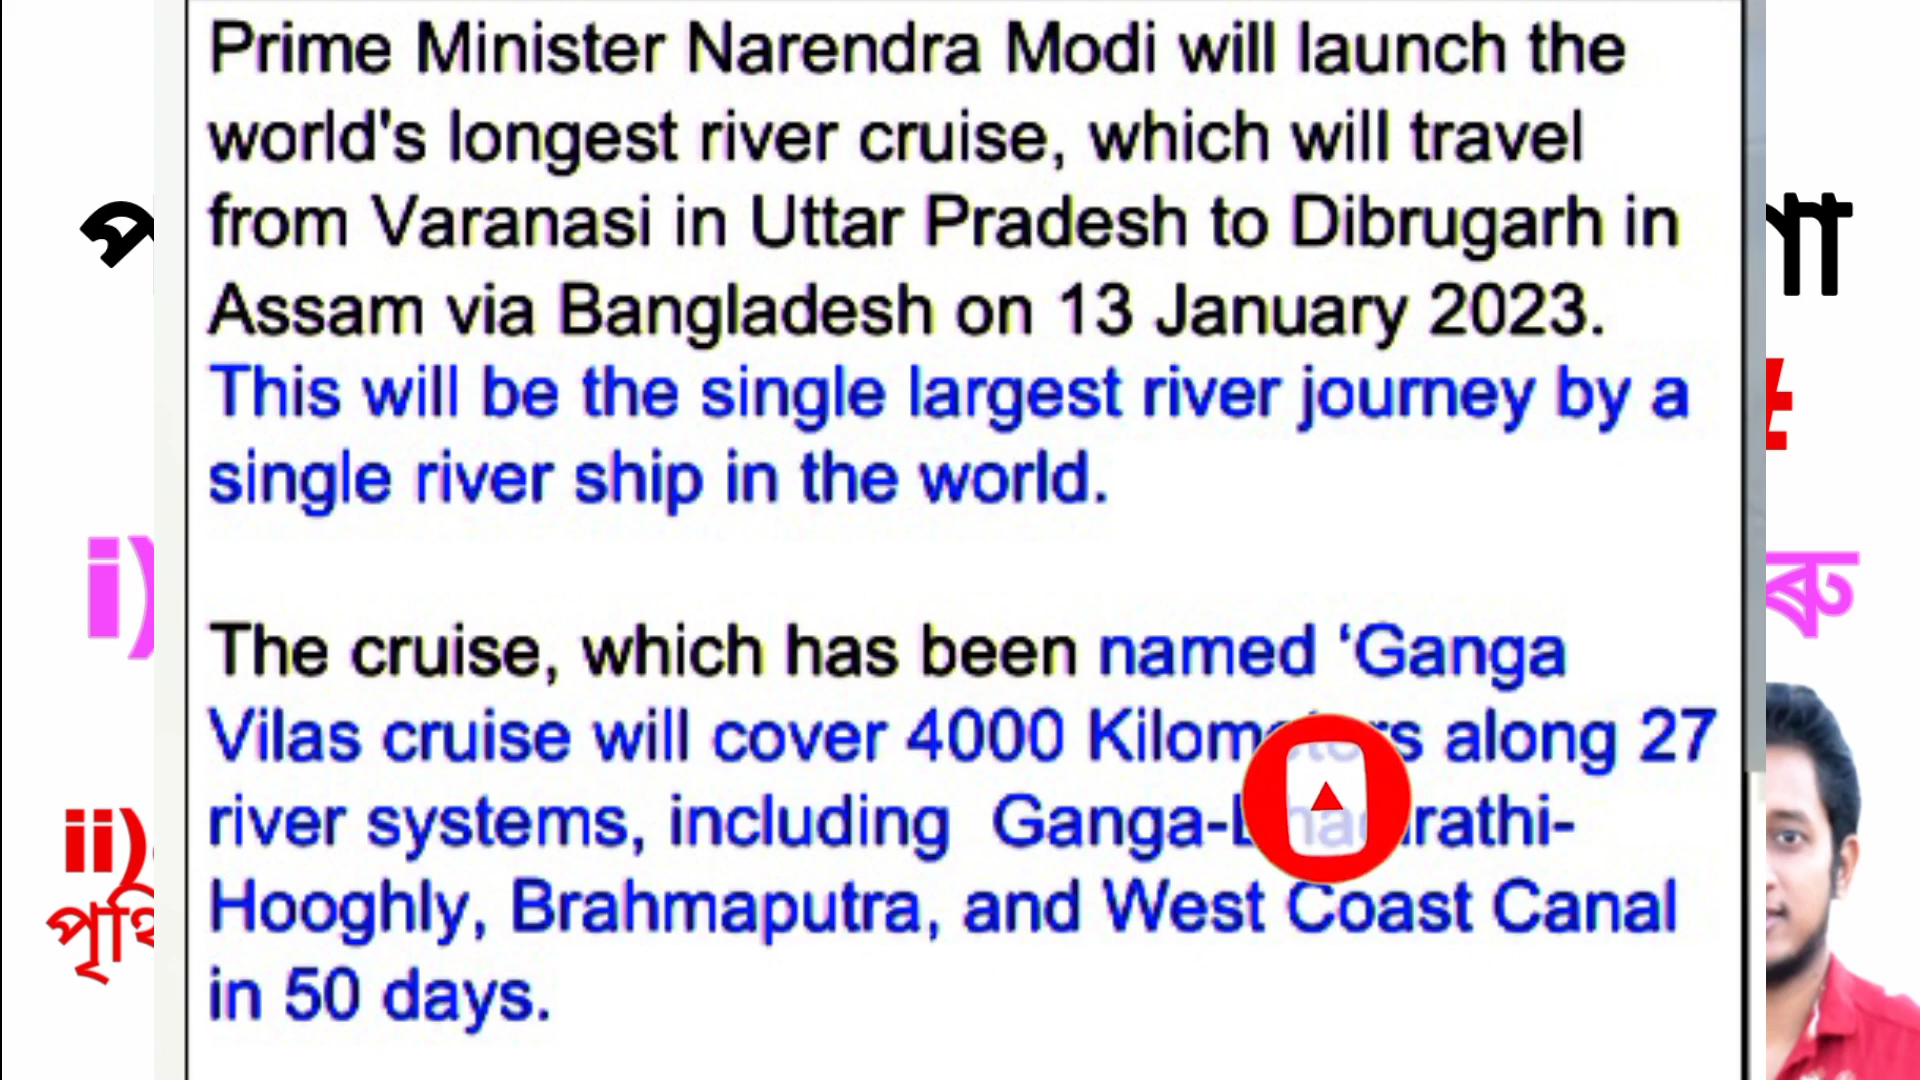 Prime Minister Narendra Modi will launch the
world's longest river cruise, which will travel
from Varanasi in Uttar Pradesh to Dibrugarh in
Assam via Bangladesh on 13 January 2023.
This will be the single largest river journey by a
single river ship in the world.
The cruise, which has been named ‘Ganga
Vilas cruise will cover 4000 along 27
river systems, including
Hooghly, Brahmaputra, and West Coast Canal
in 50 days.
#
i)
ii)